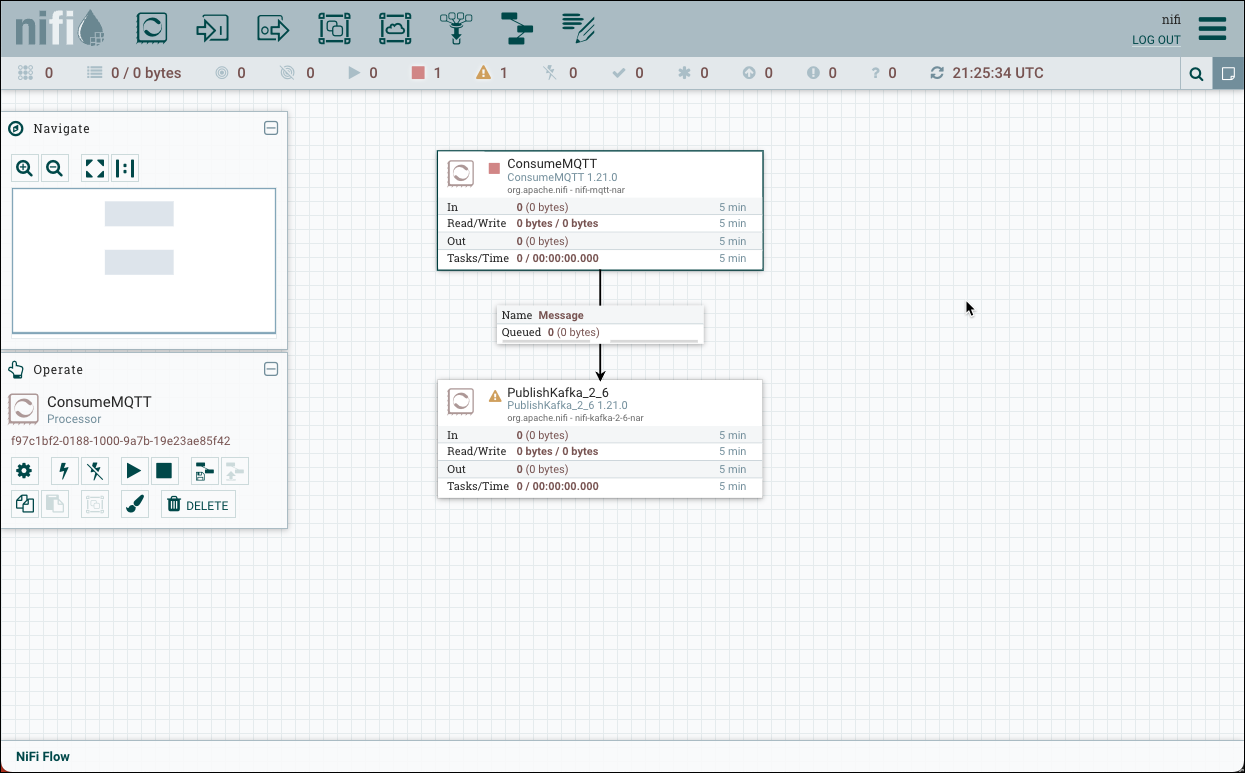 nifi
nifi
LOG OUT
0
0 / 0 bytes
0
0
0
1
1
0
0
0
0
0
? 0
21:25:34 UTC
Navigate
Operate
ConsumeMQTT
Processor
f97c1bf2-0188-1000-9a7b-19e23ae85f42
DELETE
ConsumeMQTT
ConsumeMQTT 1.21.0
org.apache.nifi - nifi-mqtt-nar
In 0 (0 bytes) 5 min
Read/Write 0 bytes / 0 bytes 5 min
Out 0 (0 bytes) 5 min
Tasks/Time 0 / 00:00:00.000 5 min
Name Message
Queued 0 (0 bytes)
PublishKafka_2_6
PublishKafka_2_6 1.21.0
org.apache.nifi - nifi-kafka-2-6-nar
In 0 (0 bytes) 5 min
Read/Write 0 bytes / 0 bytes 5 min
Out 0 (0 bytes) 5 min
Tasks/Time 0 / 00:00:00.000 5 min
NiFi Flow